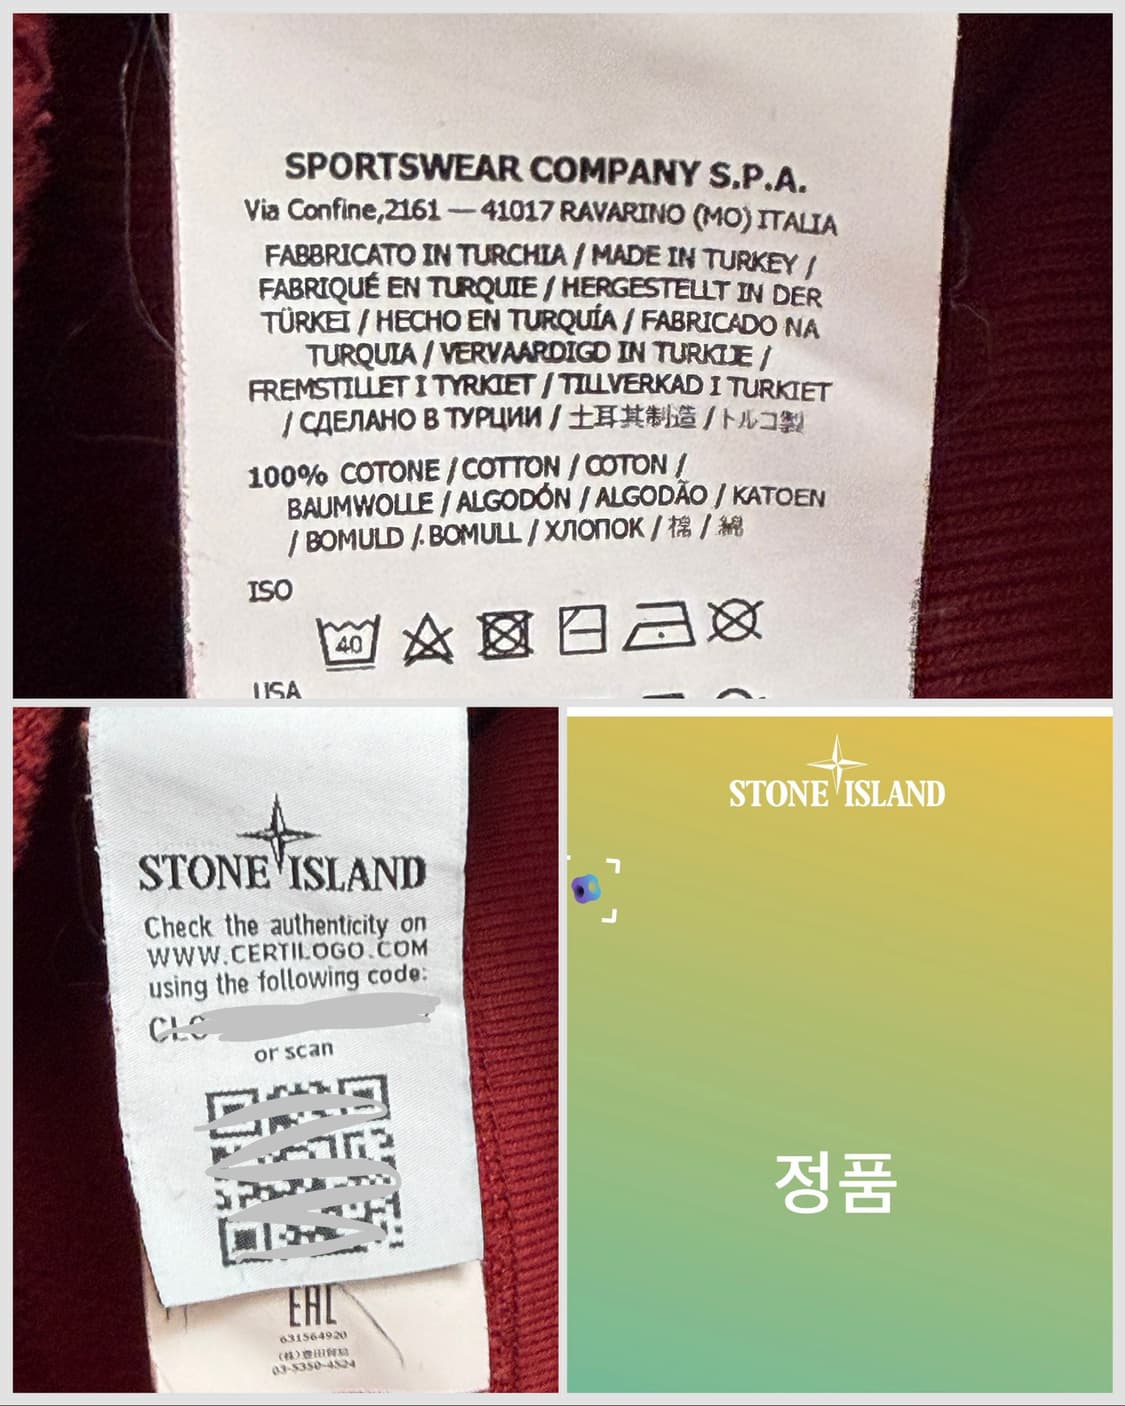 SPORTSWEAR COMPANY S.P.A.
Via Confine,2161 — 41017 RAVARINO (MO) ITALIA
FABBRICATO IN TURCHIA / MADE IN TURKEY /
FABRIQUÉ EN TURQUIE / HERGESTELLT IN DER
TÜRKEI / HECHO EN TURQUÍA / FABRICADO NA
TURQUIA / VERVAARDIGD IN TURKIJE /
FREMSTILLET I TYRKIET / TILLVERKAD I TURKIET
/ СДЕЛАНО В ТУРЦИИ / 土耳其制造 / トルコ製
100% COTONE / COTTON / COTON /
BAUMWOLLE / ALGODÓN / ALGODÃO / KATOEN
/ BOMULD / BOMULL / ХЛОПОК / 棉 / 綿
ISO
40
USA
STONE ISLAND
Check the authenticity on
WWW.CERTILOGO.COM
using the following code:
CLG
or scan
EAC
631564920
03-5350-4524
STONE ISLAND
정품